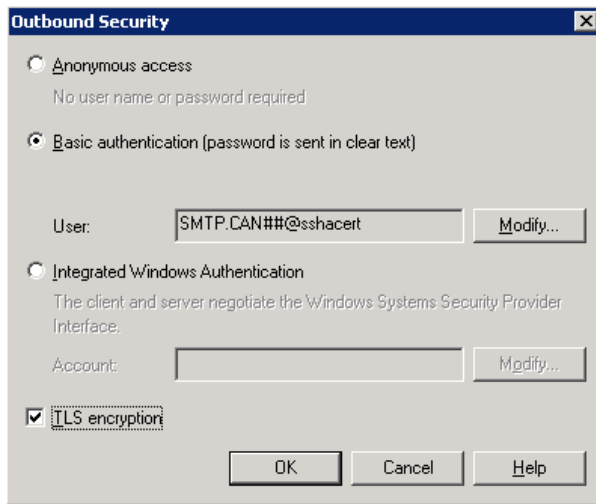 Outbound Security
Anonymous access
No user name or password required
Basic authentication (password is sent in clear text)
User:
SMTP.CAN##@sshacert
Modify...
Integrated Windows Authentication
The client and server negotiate the Windows Systems Security Provider
Interface.
Account:
Modify...
TLS encryption
OK
Cancel
Help